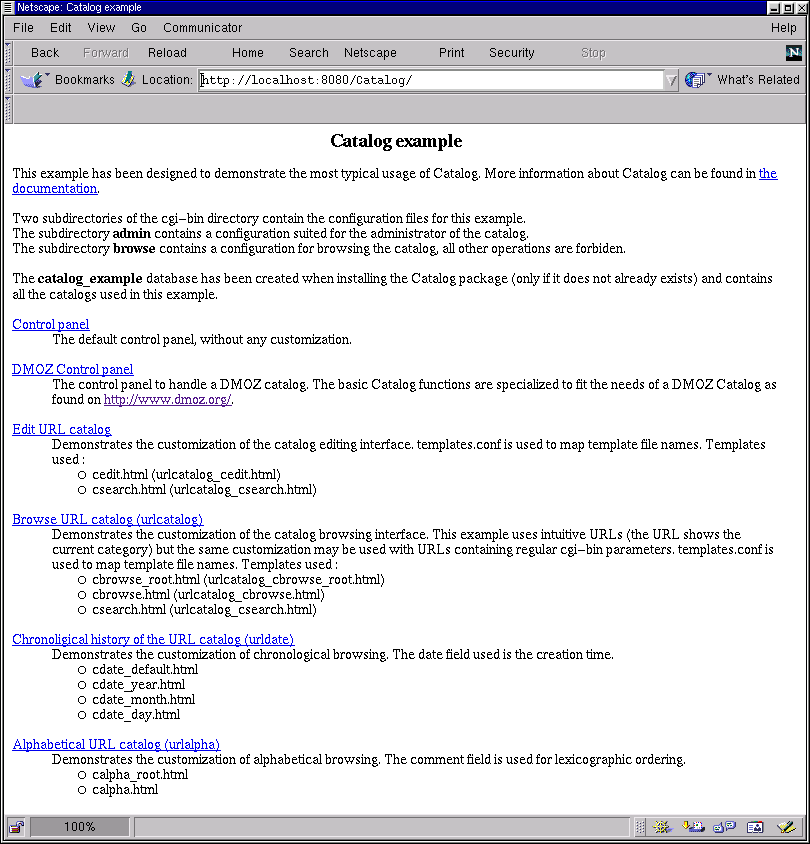 Netscape: Catalog example
File Edit View Go Communicator Help
Back Forward Reload Home Search Netscape Print Security Stop
N
Bookmarks Location: http://localhost:8080/Catalog/ What's Related
Catalog example
This example has been designed to demonstrate the most typical usage of Catalog. More information about Catalog can be found in the
documentation.
Two subdirectories of the cgi-bin directory contain the configuration files for this example.
The subdirectory admin contains a configuration suited for the administrator of the catalog.
The subdirectory browse contains a configuration for browsing the catalog, all other operations are forbiden.
The catalog_example database has been created when installing the Catalog package (only if it does not already exists) and contains
all the catalogs used in this example.
Control panel
The default control panel, without any customization.
DMOZ Control panel
The control panel to handle a DMOZ catalog. The basic Catalog functions are specialized to fit the needs of a DMOZ Catalog as
found on http://www.dmoz.org/.
Edit URL catalog
Demonstrates the customization of the catalog editing interface. templates.conf is used to map template file names. Templates
used :
cedit.html (urlcatalog_cedit.html)
csearch.html (urlcatalog_csearch.html)
Browse URL catalog (urlcatalog)
Demonstrates the customization of the catalog browsing interface. This example uses intuitive URLs (the URL shows the
current category) but the same customization may be used with URLs containing regular cgi-bin parameters. templates.conf is
used to map template file names. Templates used :
cbrowse_root.html (urlcatalog_cbrowse_root.html)
cbrowse.html (urlcatalog_cbrowse.html)
csearch.html (urlcatalog_csearch.html)
Chronoligical history of the URL catalog (urldate)
Demonstrates the customization of chronological browsing. The date field used is the creation time.
cdate_default.html
cdate_year.html
cdate_month.html
cdate_day.html
Alphabetical URL catalog (urlalpha)
Demonstrates the customization of alphabetical browsing. The comment field is used for lexicographic ordering.
calpha_root.html
calpha.html
100%